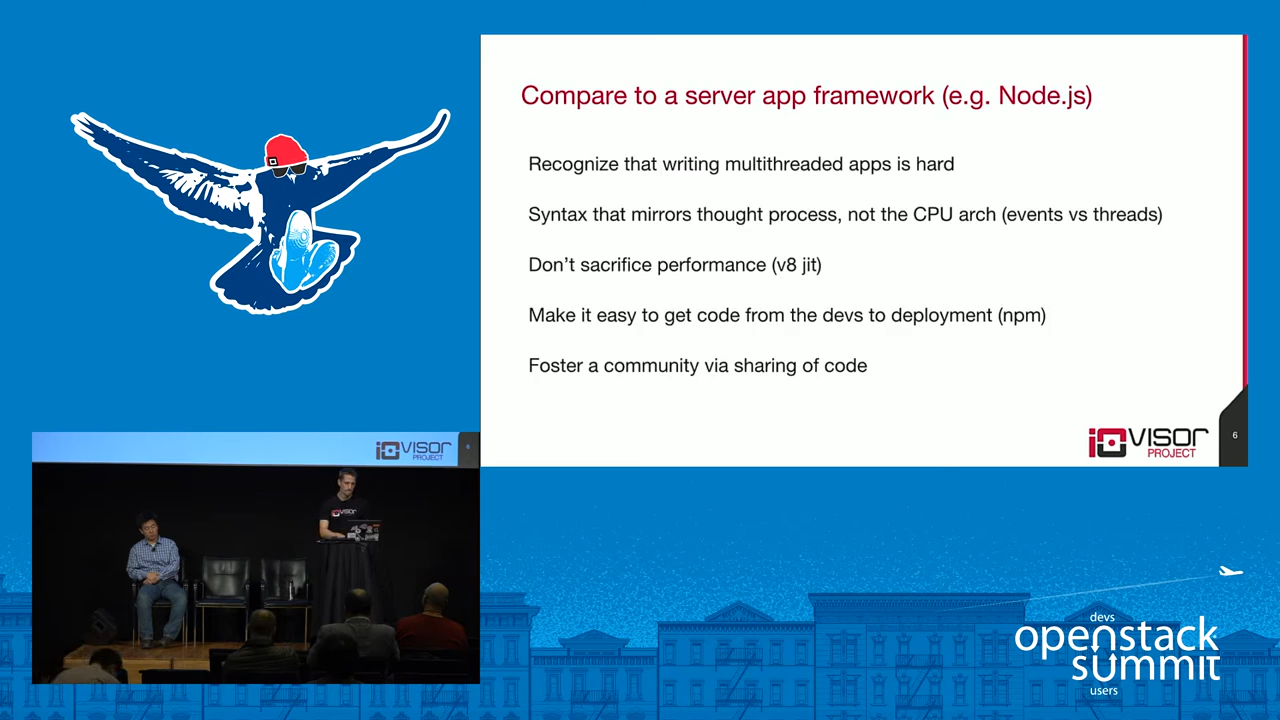 Compare to a server app framework (e.g. Node.js)
Recognize that writing multithreaded apps is hard
Syntax that mirrors thought process, not the CPU arch (events vs threads)
Don't sacrifice performance (v8 jit)
Make it easy to get code from the devs to deployment (npm)
Foster a community via sharing of code
iO VISOR
PROJECT
6
iO VISOR
PROJECT
6
VISOR
devs
openstack
summit
users